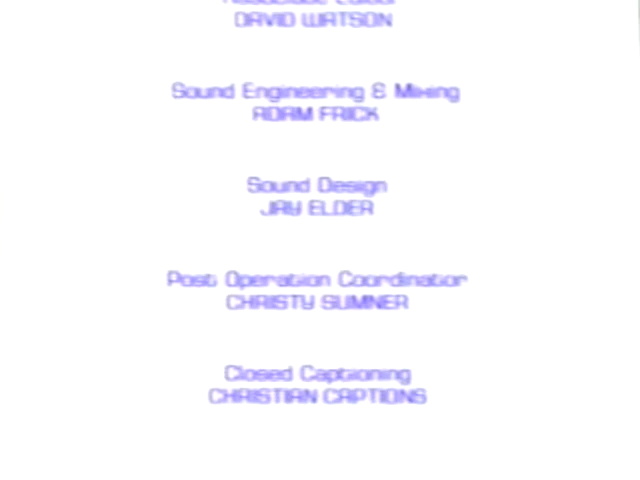 DAVID WATSON
Sound Engineering & Mixing
ADAM FRICK
Sound Design
JAY ELDER
Post Operation Coordinator
CHRISTY SUMNER
Closed Captioning
CHRISTIAN CAPTIONS